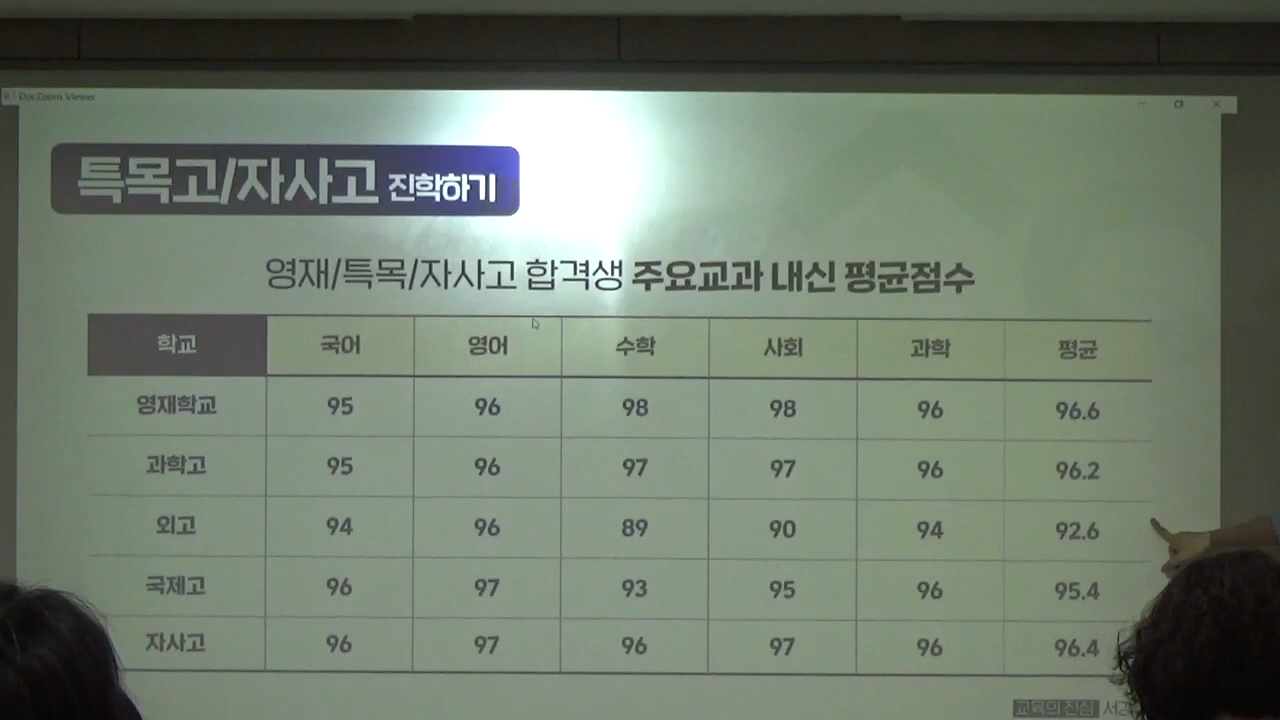 DocZoom Viewer
특목고/자사고 진학하기
영재/특목/자사고 합격생 주요교과 내신 평균점수
학교 국어 영어 수학 사회 과학 평균
영재학교 95 96 98 98 96 96.6
과학고 95 96 97 97 96 96.2
외고 94 96 89 90 94 92.6
국제고 96 97 93 95 96 95.4
자사고 96 97 96 97 96 96.4
교육의 진심